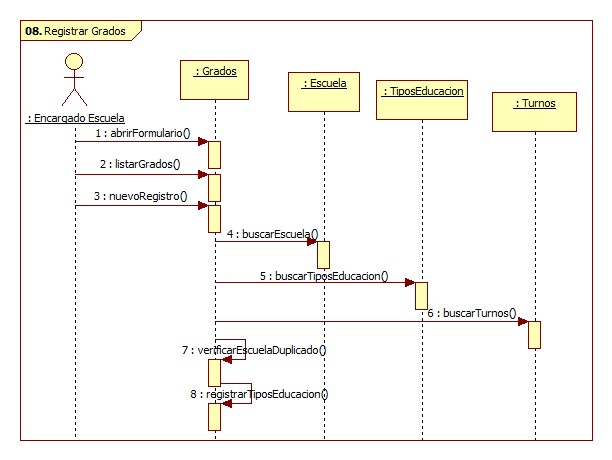 08. Registrar Grados
: Grados
: Escuela
: TiposEducacion
: Turnos
: Encargado Escuela
1 : abrirFormulario()
2 : listarGrados()
3 : nuevoRegistro()
4 : buscarEscuela()
5 : buscarTiposEducacion()
6 : buscarTurnos()
7 : verificarEscuelaDuplicado()
8 : registrarTiposEducacion()